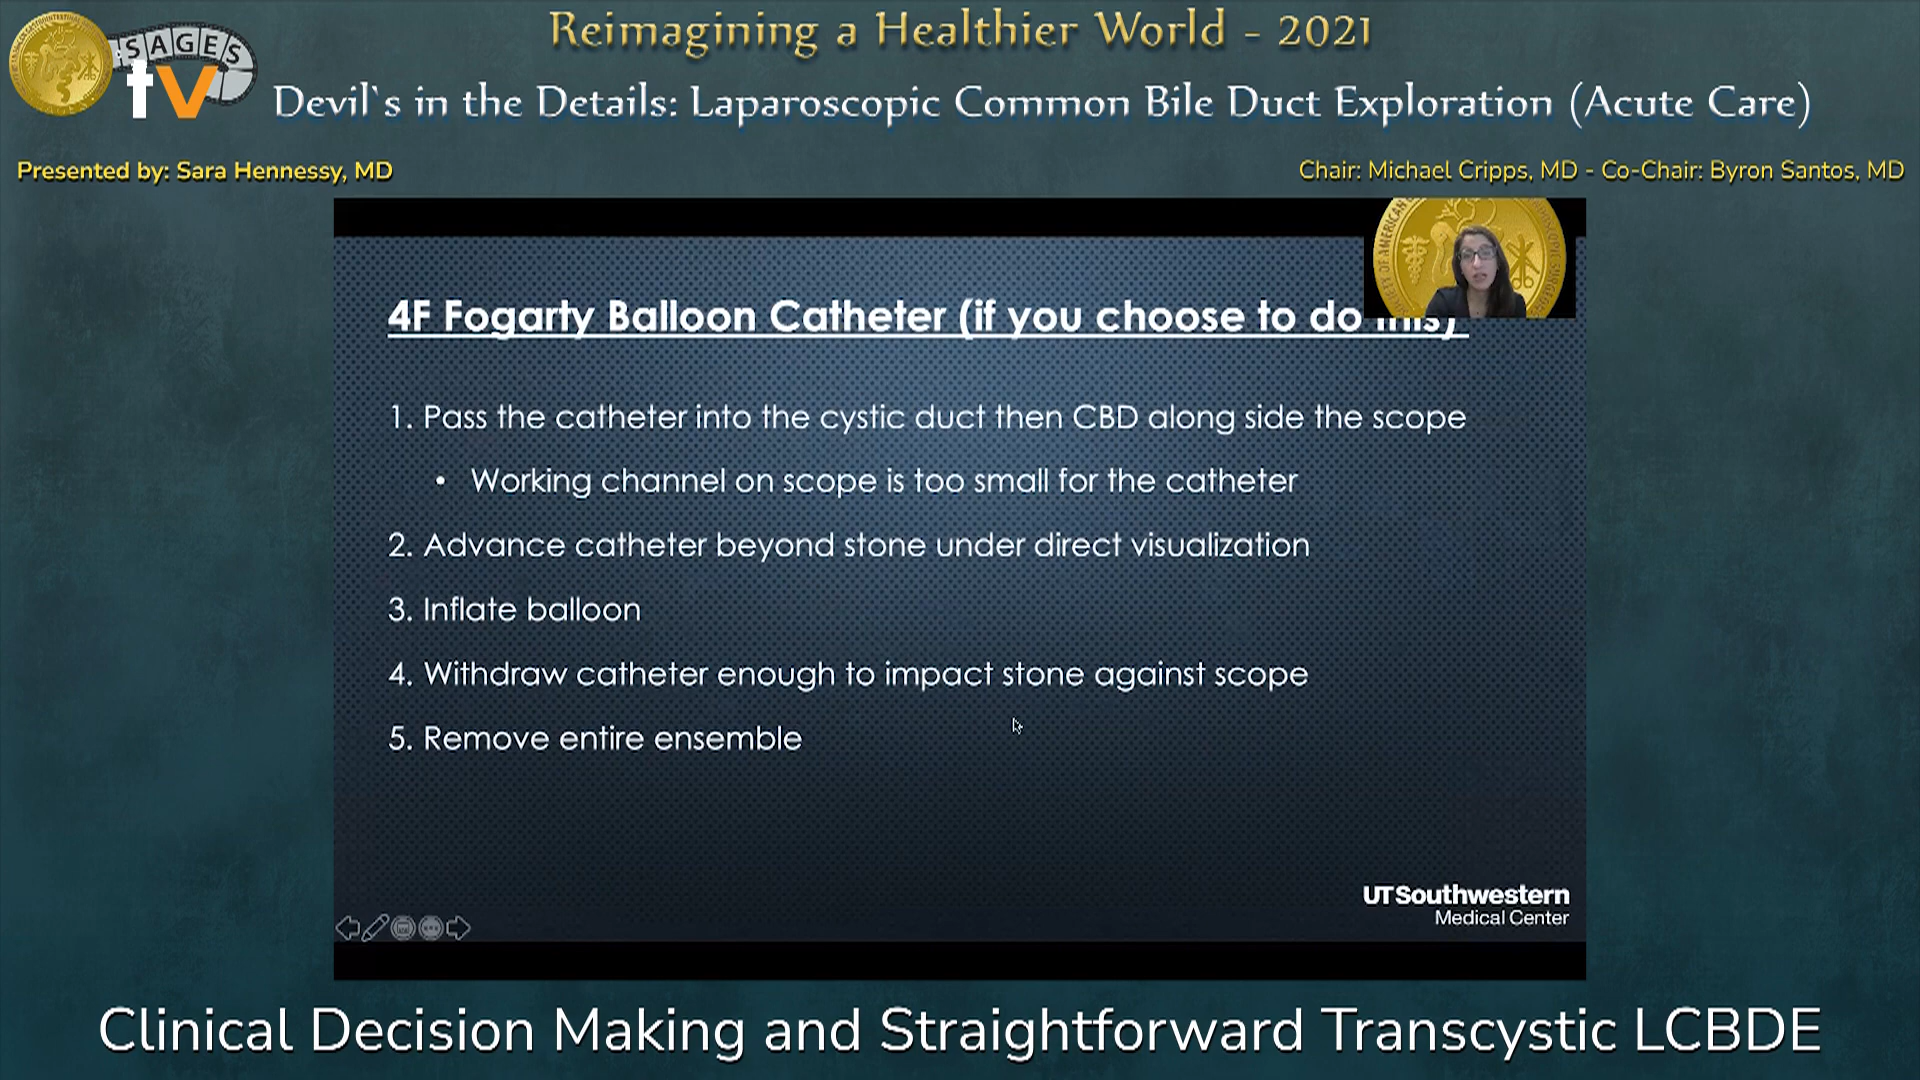 Reimagining a Healthier World - 2021
SAGES
tv
Devil`s in the Details: Laparoscopic Common Bile Duct Exploration (Acute Care)
Presented by: Sara Hennessy, MD
Chair: Michael Cripps, MD - Co-Chair: Byron Santos, MD
4F Fogarty Balloon Catheter (if you choose to do this)
1. Pass the catheter into the cystic duct then CBD along side the scope
• Working channel on scope is too small for the catheter
2. Advance catheter beyond stone under direct visualization
3. Inflate balloon
4. Withdraw catheter enough to impact stone against scope
5. Remove entire ensemble
UTSouthwestern
Medical Center
Clinical Decision Making and Straightforward Transcystic LCBDE